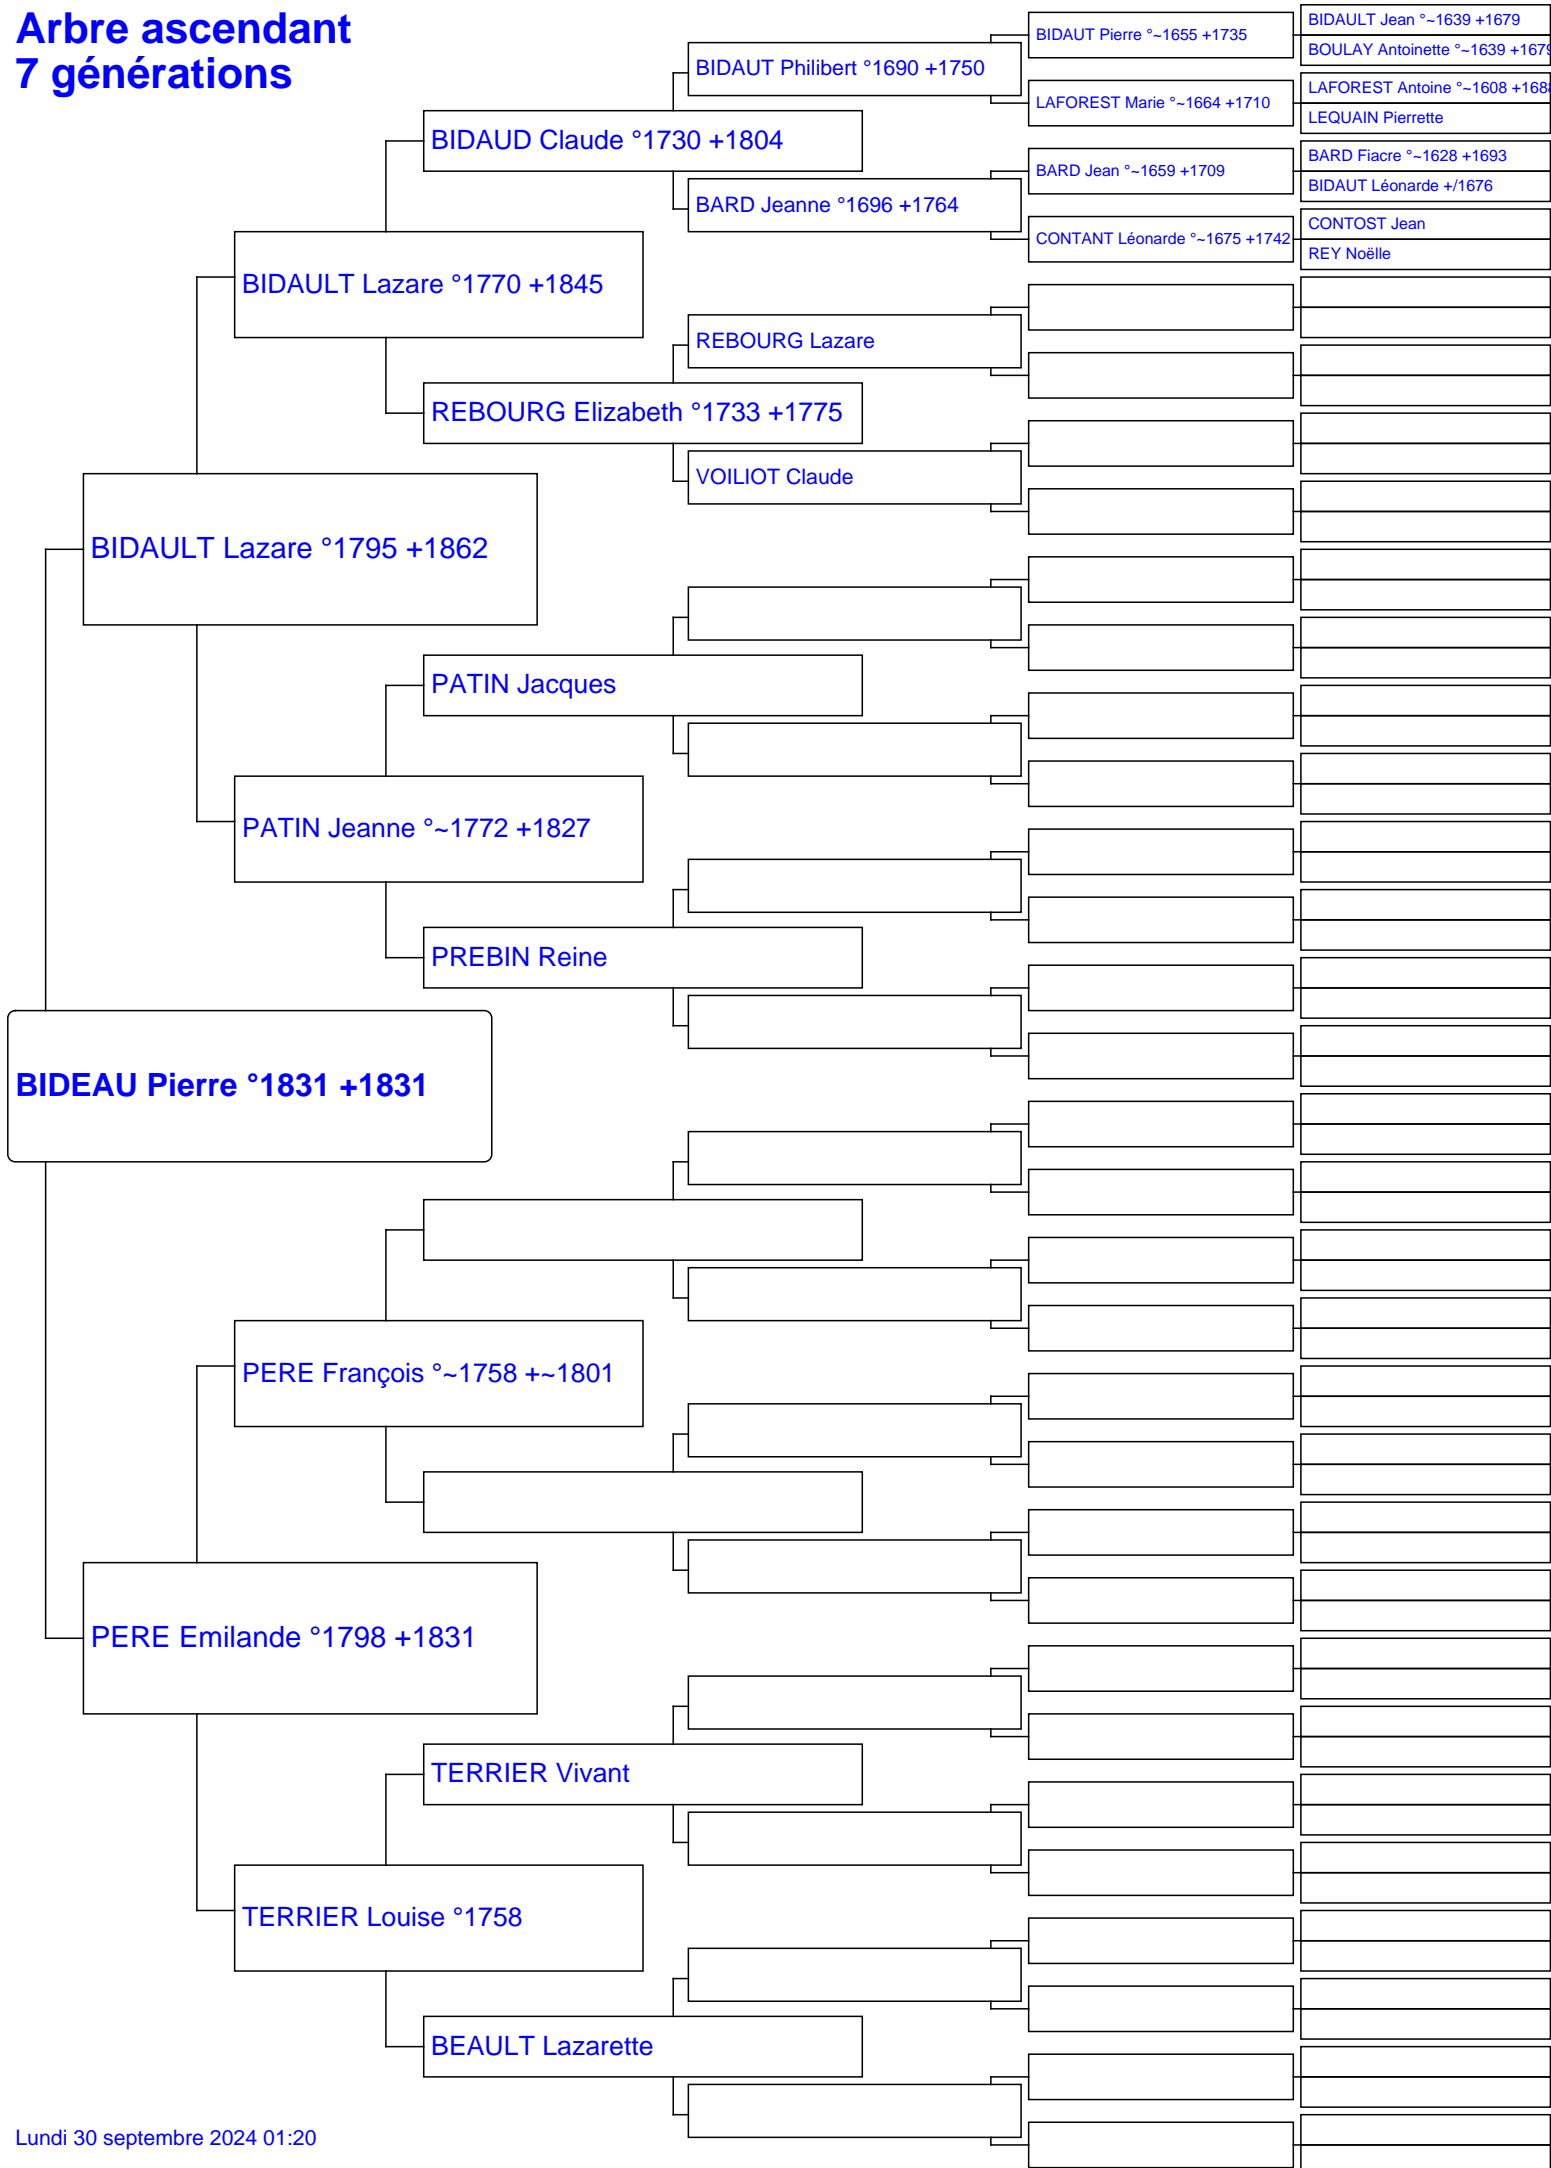 Arbre ascendant
7 générations
BIDAUT Pierre °~1655 +1735
BIDAULT Jean °~1639 +1679
BOULAY Antoinette °~1639 +1679
BIDAUT Philibert °1690 +1750
LAFOREST Marie °~1664 +1710
LAFOREST Antoine °~1608 +168
LEQUAIN Pierrette
BIDAUD Claude °1730 +1804
BARD Jean °~1659 +1709
BARD Fiacre °~1628 +1693
BIDAUT Léonarde +/1676
BARD Jeanne °1696 +1764
CONTANT Léonarde °~1675 +1742
CONTOST Jean
REY Noëlle
BIDAULT Lazare °1770 +1845
REBOURG Lazare
REBOURG Elizabeth °1733 +1775
VOILIOT Claude
BIDAULT Lazare °1795 +1862
PATIN Jacques
PATIN Jeanne °~1772 +1827
PREBIN Reine
BIDEAU Pierre °1831 +1831
PERE François °~1758 +~1801
PERE Emilande °1798 +1831
TERRIER Vivant
TERRIER Louise °1758
BEAULT Lazarette
Lundi 30 septembre 2024 01:20